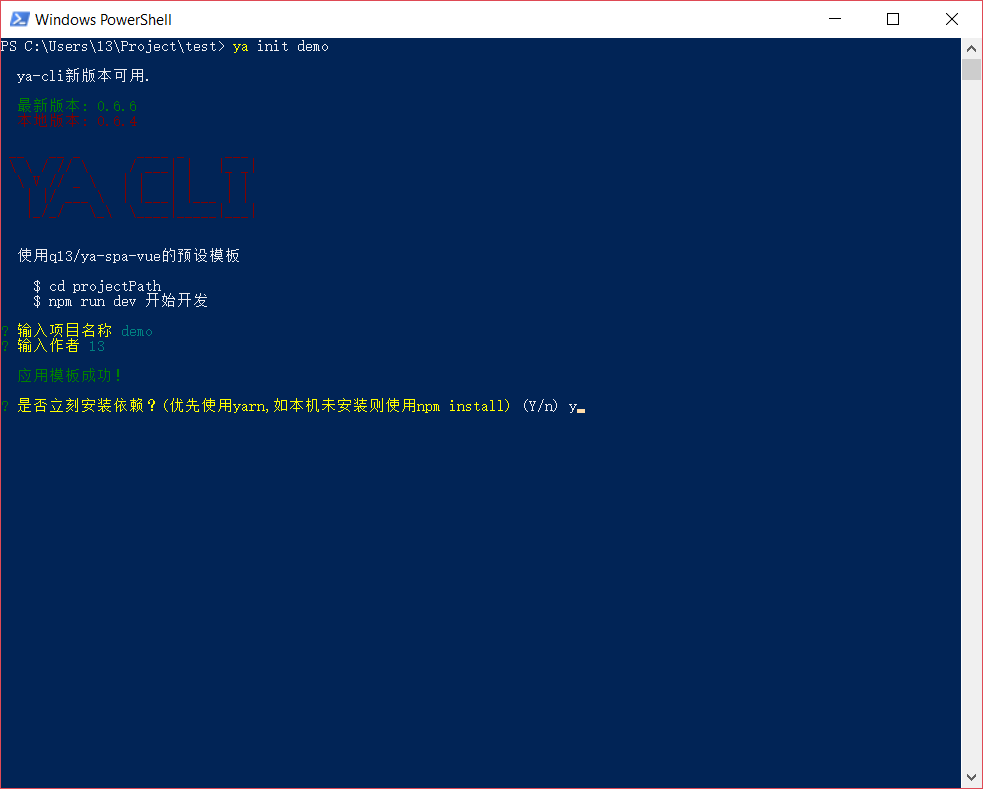 Windows PowerShell
PS C:\Users\13\Project\test> ya init demo
ya-cli新版本可用.
最新版本: 0.6.6
本地版本: 0.6.4
YA CLI
使用q13/ya-spa-vue的预设模板
$ cd projectPath
$ npm run dev 开始开发
? 输入项目名称 demo
? 输入作者 13
应用模板成功!
? 是否立刻安装依赖？(优先使用yarn,如本机未安装则使用npm install) (Y/n) y